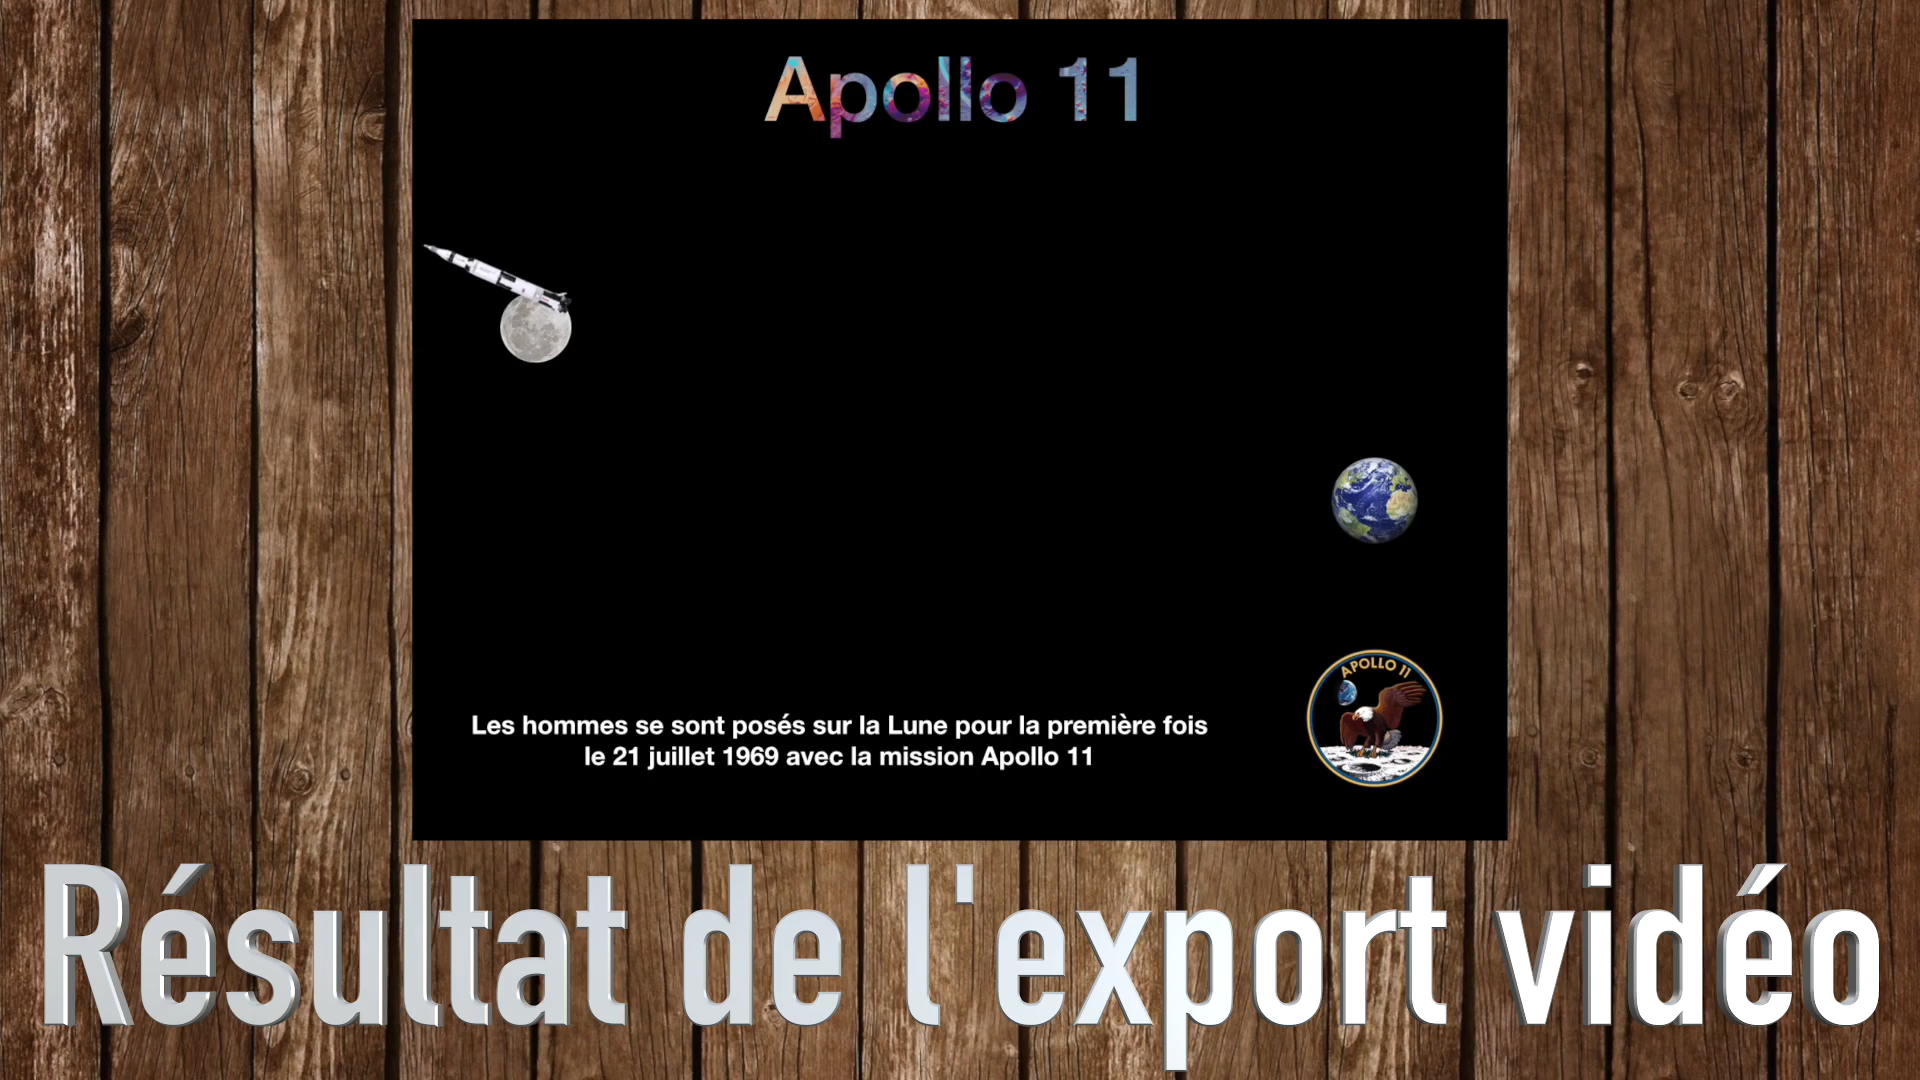 Apollo 11
APOLLO 11
Les hommes se sont posés sur la Lune pour la première fois
le 21 juillet 1969 avec la mission Apollo 11
Résultat de l'export vidéo